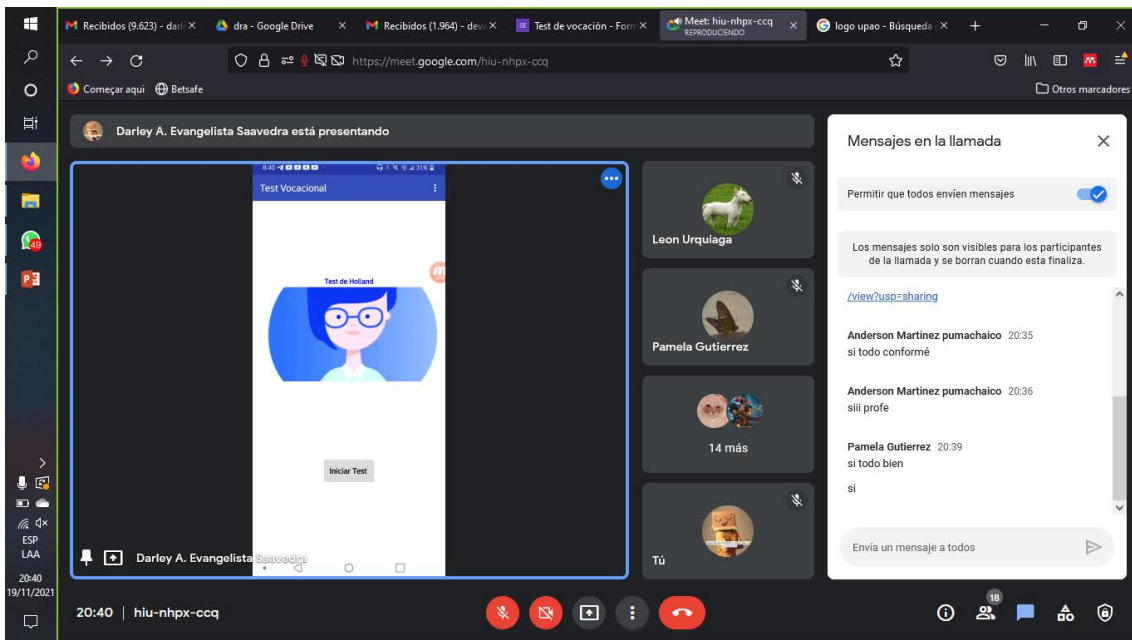 Recibidos (9.623) - darl
dra - Google Drive
Recibidos (1.964) - dev
Test de vocación - Forn
Meet: hiu-nhpx-ccq
REPRODUCIENDO
logo upao - Búsqueda
https://meet.google.com/hiu-nhpx-ccq
Começar aqui
Betsafe
Otros marcadores
Darley A. Evangelista Saavedra está presentando
8:40
31%
Test Vocacional
Test de Holland
Iniciar Test
Darley A. Evangelista Saavedra
Leon Urquiaga
Pamela Gutierrez
14 más
Tú
Mensajes en la llamada
Permitir que todos envíen mensajes
Los mensajes solo son visibles para los participantes
de la llamada y se borran cuando esta finaliza.
/view?usp=sharing
Anderson Martinez pumachaico 20:35
si todo conformé
Anderson Martinez pumachaico 20:36
siii profe
Pamela Gutierrez 20:39
si todo bien
si
Envía un mensaje a todos
20:40 | hiu-nhpx-ccq
18
49
ESP
LAA
20:40
19/11/2021